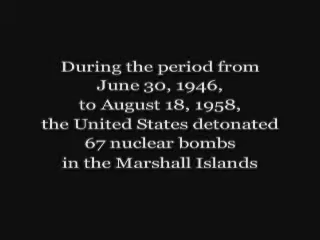 During the period from
June 30, 1946,
to August 18, 1958,
the United States detonated
67 nuclear bombs
in the Marshall Islands